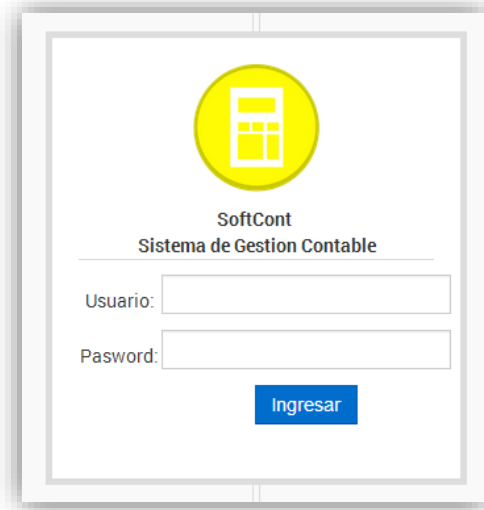 SoftCont
Sistema de Gestion Contable
Usuario:
Pasword:
Ingresar